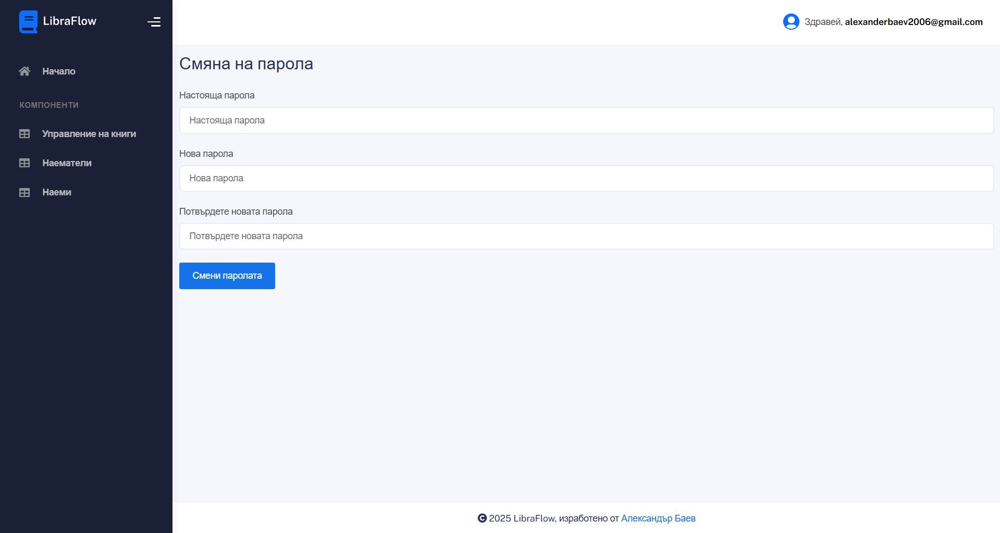 LibraFlow
Здравей, alexanderbaev2006@gmail.com
Начало
КОМПОНЕНТИ
Управление на книги
Наематели
Наеми
Смяна на парола
Настояща парола
Настояща парола
Нова парола
Нова парола
Потвърдете новата парола
Потвърдете новата парола
Смени паролата
© 2025 LibraFlow, изработено от Александър Баев